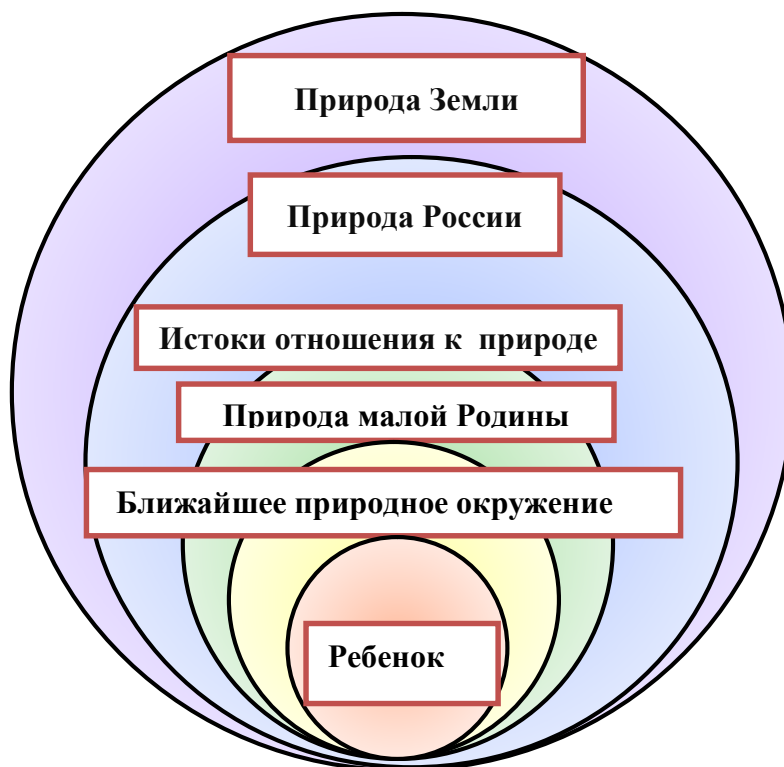 Природа Земли
Природа России
Истоки отношения к природе
Природа малой Родины
Ближайшее природное окружение
Ребенок